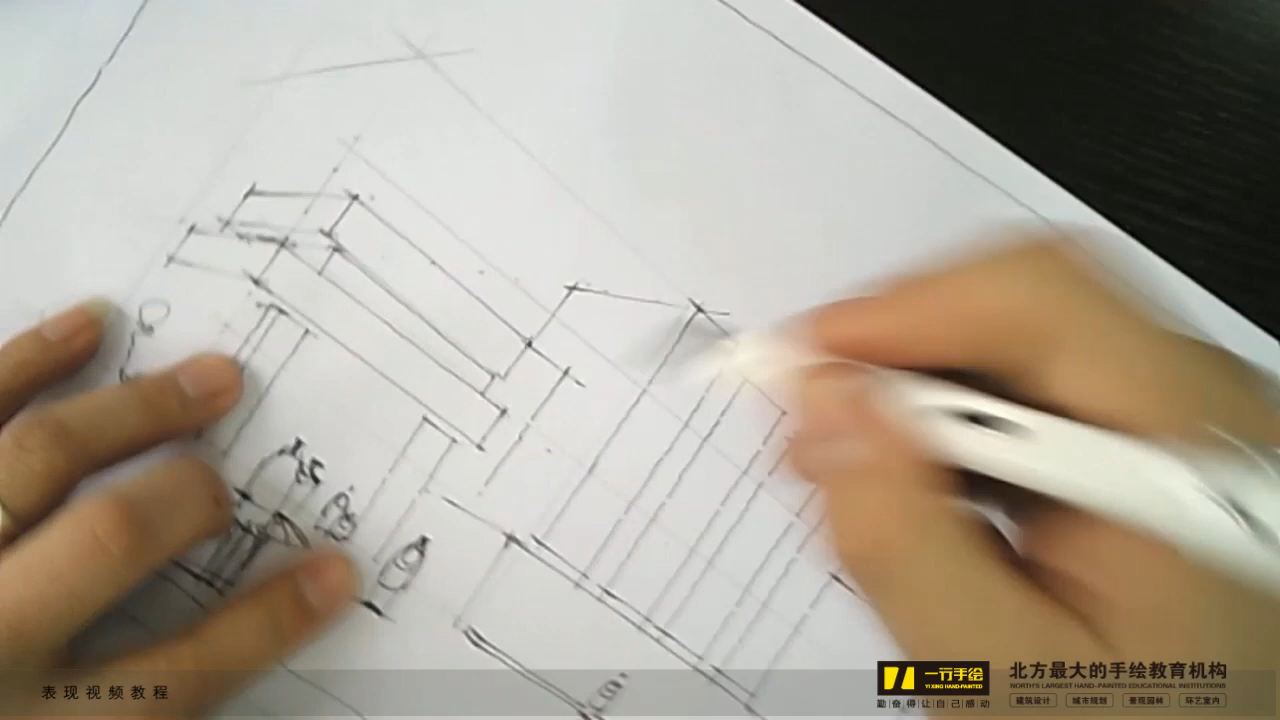 表现视频教程
一行手绘
YI XING HAND-PAINTED
勤|奋|得|让|自|己|感|动
北方最大的手绘教育机构
NORTH'S LARGEST HAND-PAINTED EDUCATIONAL INSTITUTIONS
建筑设计 城市规划 景观园林 环艺室内